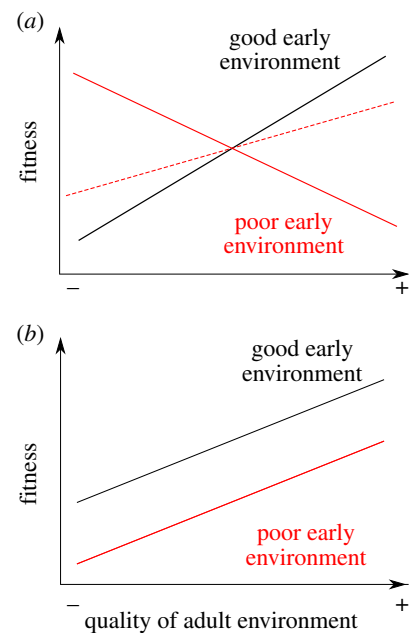 (a)
good early
environment
fitness
poor early
environment
– +
(b)
good early
environment
fitness
poor early
environment
– +
quality of adult environment